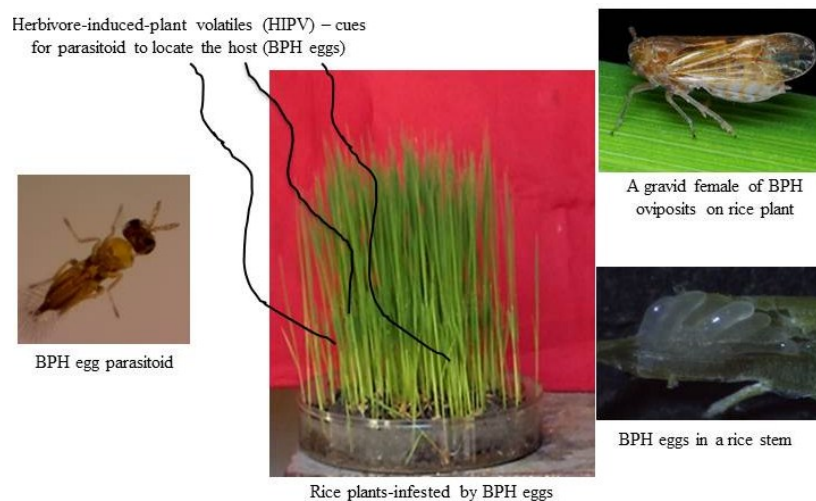 Herbivore-induced-plant volatiles (HIPV) – cues
for parasitoid to locate the host (BPH eggs)
A gravid female of BPH
oviposits on rice plant
BPH egg parasitoid
BPH eggs in a rice stem
Rice plants-infested by BPH eggs